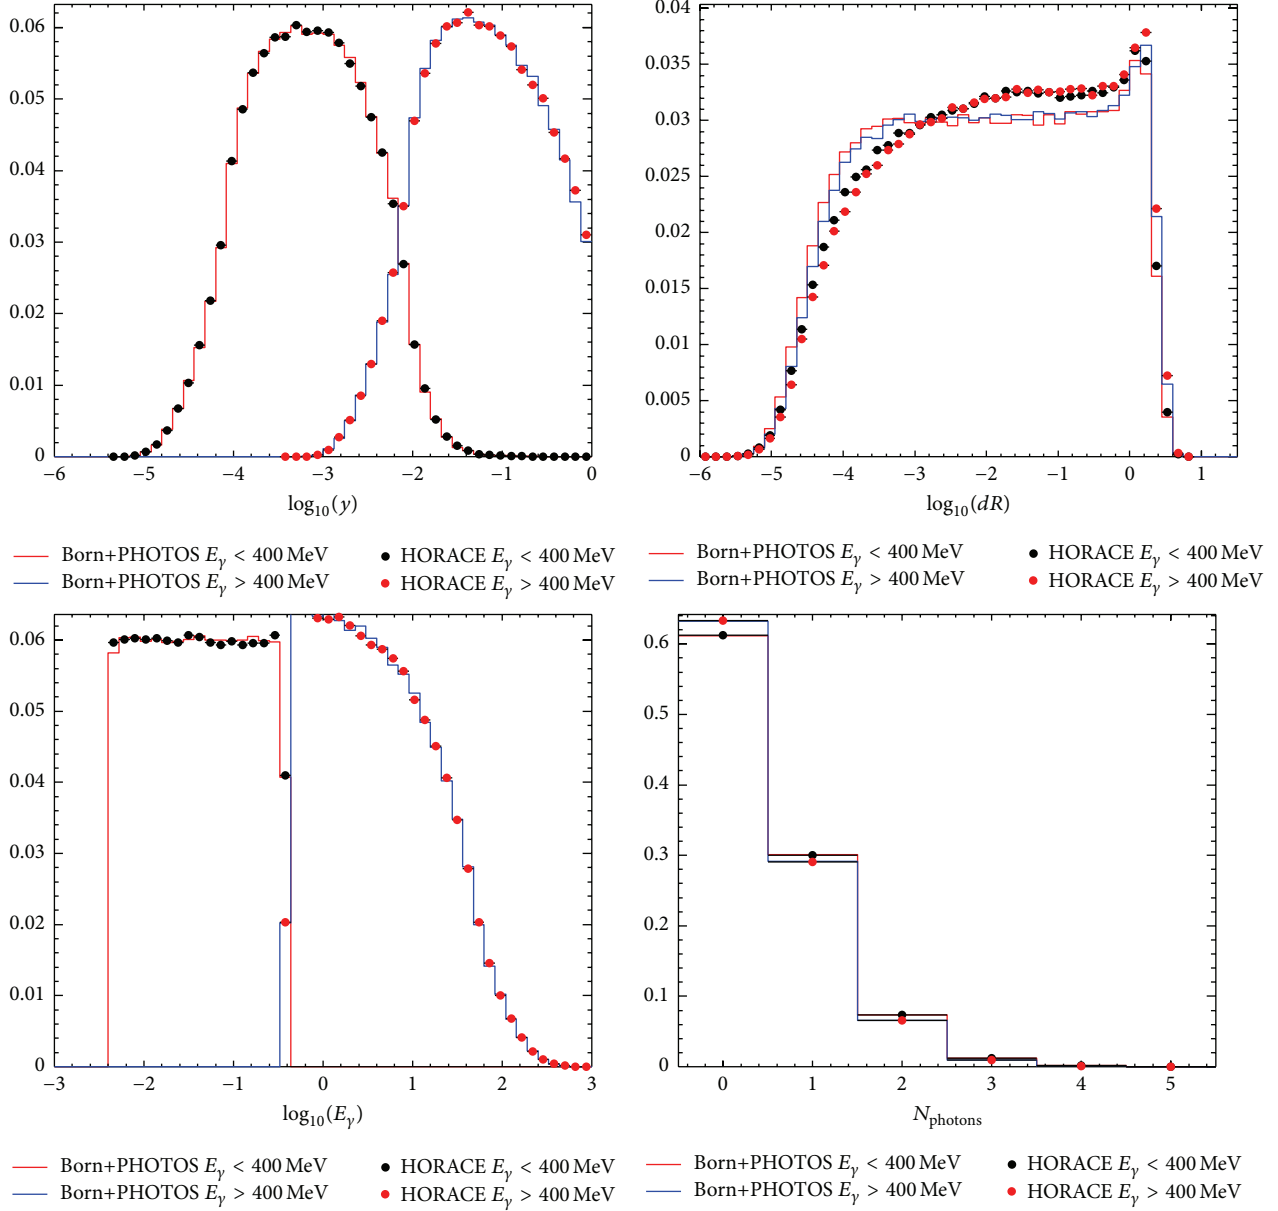 0.06
0.05
0.04
0.03
0.02
0.01
0
−6 −5 −4 −3 −2 −1 0
log₁₀(y)
Born+PHOTOS Eᵧ < 400 MeV
Born+PHOTOS Eᵧ > 400 MeV
HORACE Eᵧ < 400 MeV
HORACE Eᵧ > 400 MeV
0.04
0.035
0.03
0.025
0.02
0.015
0.01
0.005
0
−6 −5 −4 −3 −2 −1 0 1
log₁₀(dR)
Born+PHOTOS Eᵧ < 400 MeV
Born+PHOTOS Eᵧ > 400 MeV
HORACE Eᵧ < 400 MeV
HORACE Eᵧ > 400 MeV
0.06
0.05
0.04
0.03
0.02
0.01
0
−3 −2 −1 0 1 2 3
log₁₀(Eᵧ)
Born+PHOTOS Eᵧ < 400 MeV
Born+PHOTOS Eᵧ > 400 MeV
HORACE Eᵧ < 400 MeV
HORACE Eᵧ > 400 MeV
0.6
0.5
0.4
0.3
0.2
0.1
0
0 1 2 3 4 5
N_photons
Born+PHOTOS Eᵧ < 400 MeV
Born+PHOTOS Eᵧ > 400 MeV
HORACE Eᵧ < 400 MeV
HORACE Eᵧ > 400 MeV